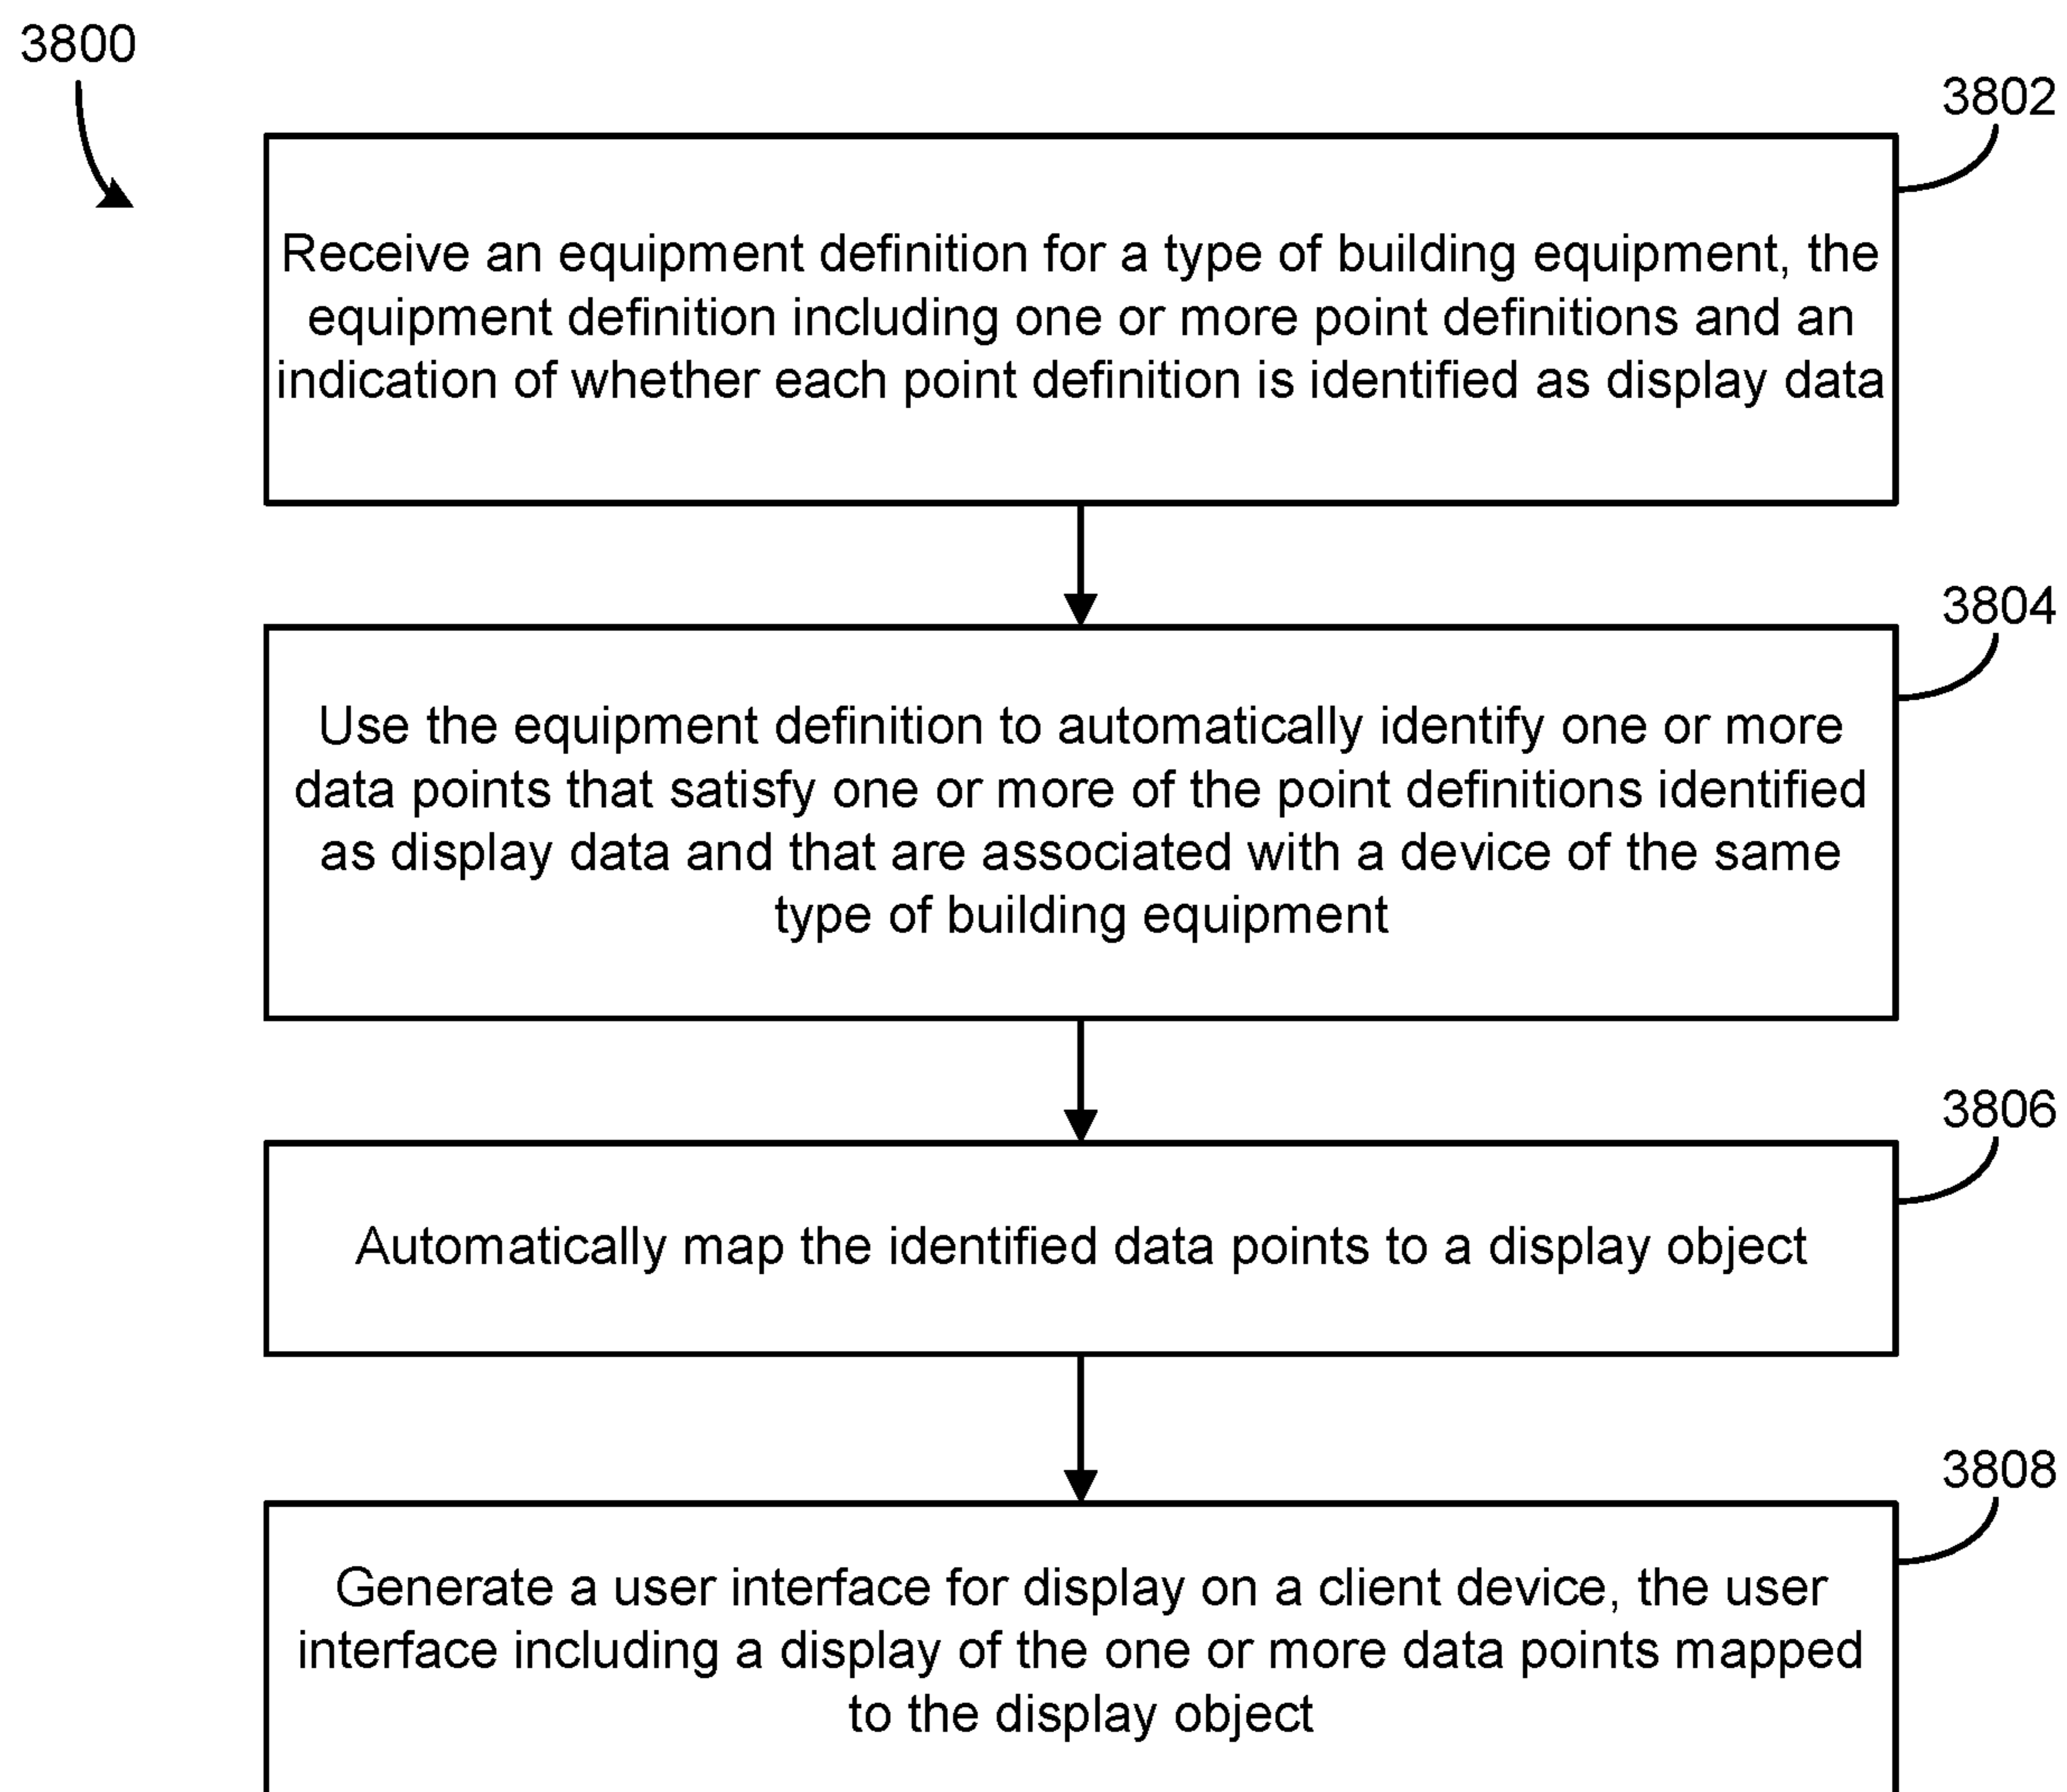 3800
3802
Receive an equipment definition for a type of building equipment, the
equipment definition including one or more point definitions and an
indication of whether each point definition is identified as display data
3804
Use the equipment definition to automatically identify one or more
data points that satisfy one or more of the point definitions identified
as display data and that are associated with a device of the same
type of building equipment
3806
Automatically map the identified data points to a display object
3808
Generate a user interface for display on a client device, the user
interface including a display of the one or more data points mapped
to the display object